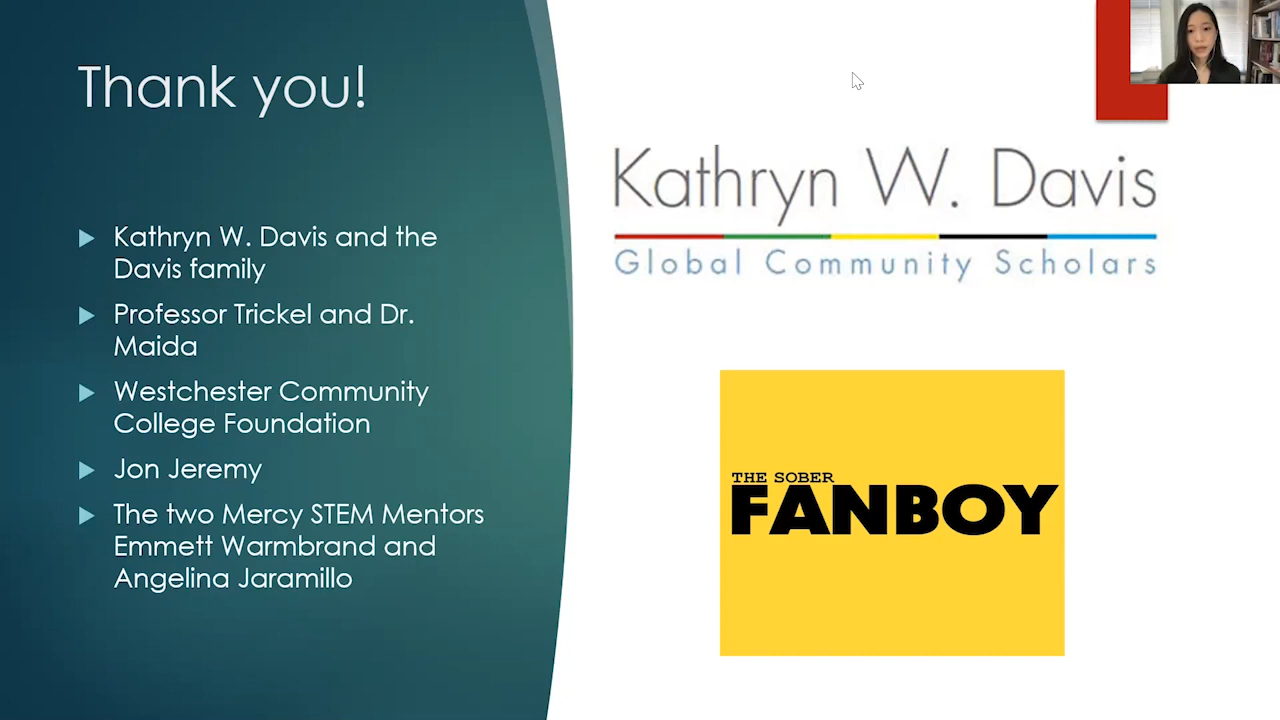 Thank you!
Kathryn W. Davis and the
Davis family
Professor Trickel and Dr.
Maida
Westchester Community
College Foundation
Jon Jeremy
The two Mercy STEM Mentors
Emmett Warmbrand and
Angelina Jaramillo
Kathryn W. Davis
Global Community Scholars
THE SOBER
FANBOY